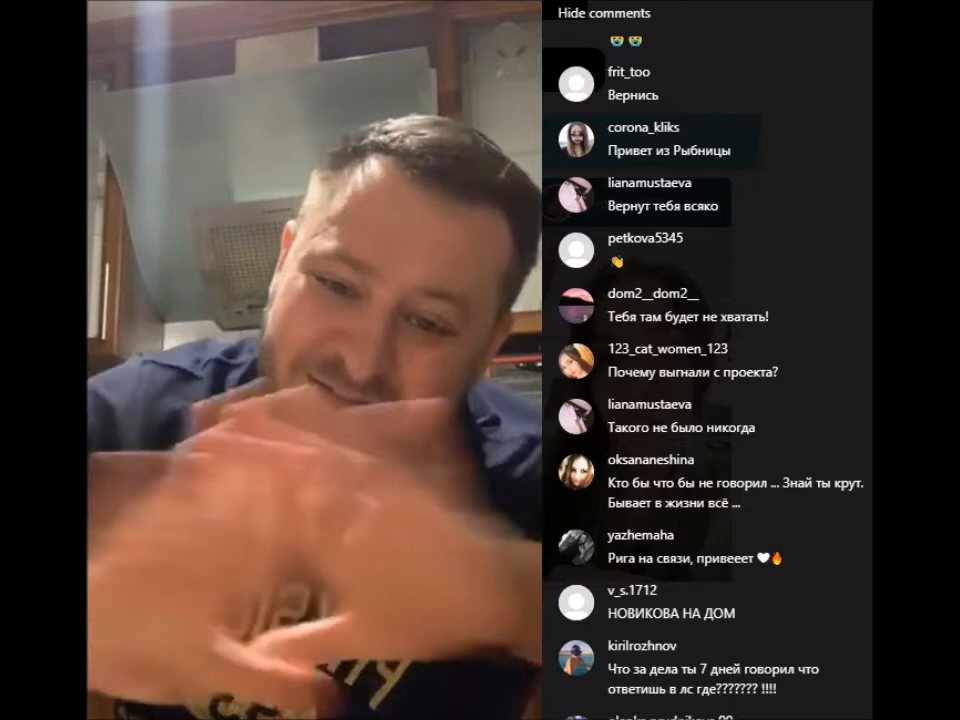 Hide comments
😭 😭
frit_too
Вернись
corona_kliks
Привет из Рыбницы
lianamustaeva
Вернут тебя всяко
petkova5345
👏
dom2__dom2__
Тебя там будет не хватать!
123_cat_women_123
Почему выгнали с проекта?
lianamustaeva
Такого не было никогда
oksananeshina
Кто бы что бы не говорил ... Знай ты крут.
Бывает в жизни всё ...
yazhemaha
Рига на связи, привееет 🤍🔥
v_s.1712
НОВИКОВА НА ДОМ
kirilrozhnov
Что за дела ты 7 дней говорил что
ответишь в лс где??????? !!!!